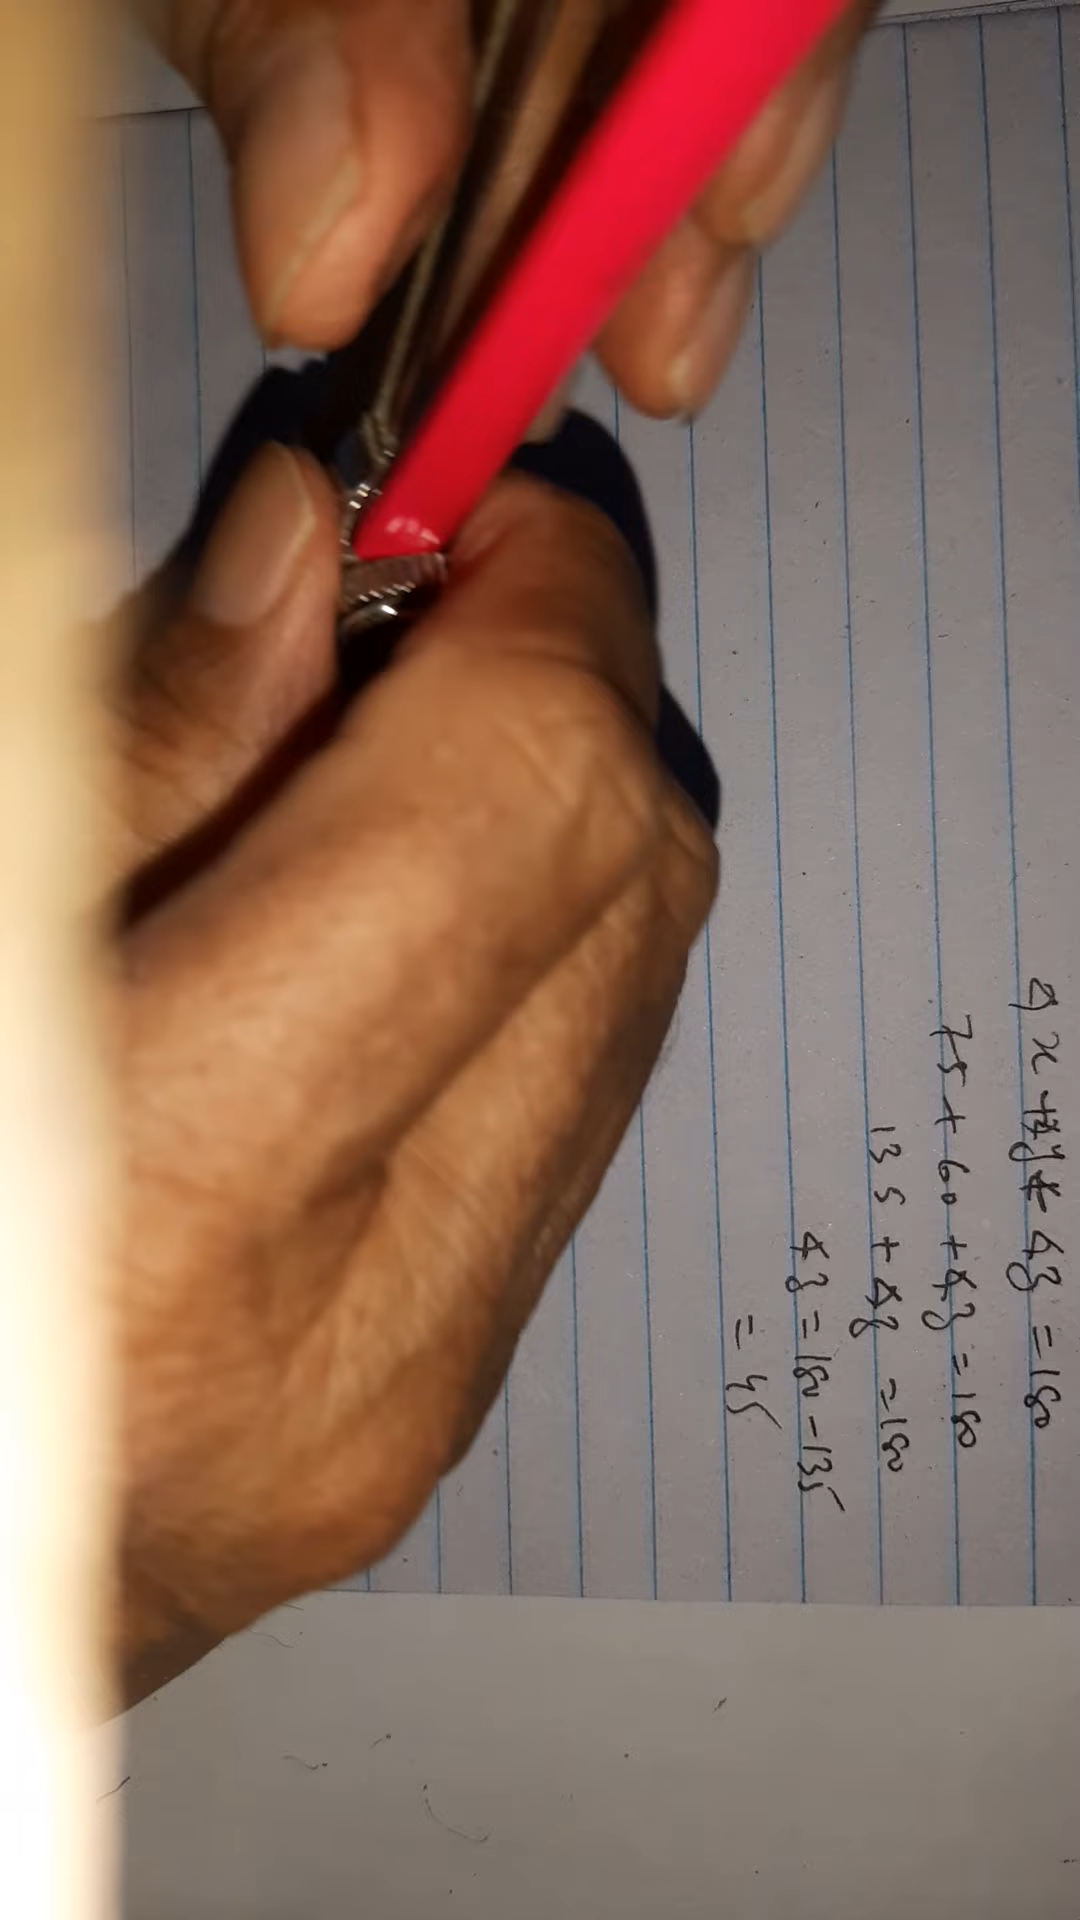 ∠x + ∠y + ∠z = 180
75 + 60 + ∠z = 180
135 + ∠z = 180
∠z = 180 - 135
= 45